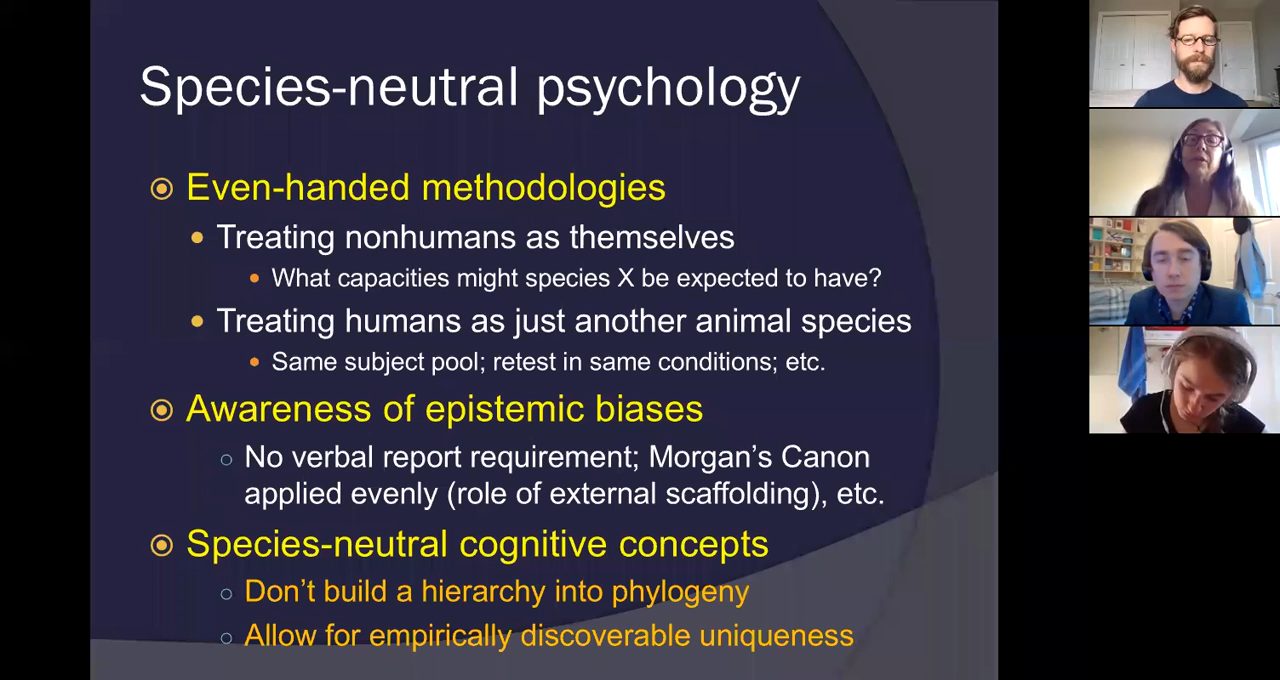 Species-neutral psychology
Even-handed methodologies
Treating nonhumans as themselves
What capacities might species X be expected to have?
Treating humans as just another animal species
Same subject pool; retest in same conditions; etc.
Awareness of epistemic biases
No verbal report requirement; Morgan’s Canon
applied evenly (role of external scaffolding), etc.
Species-neutral cognitive concepts
Don’t build a hierarchy into phylogeny
Allow for empirically discoverable uniqueness